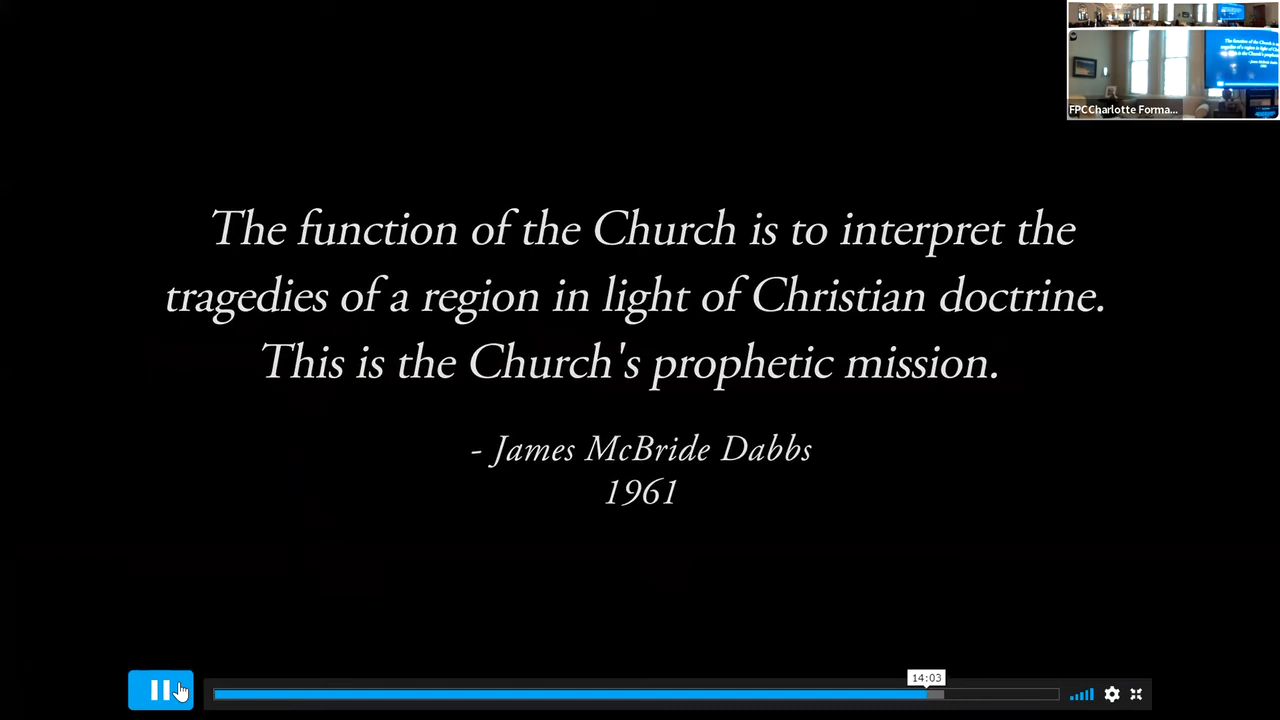 The function of the Church is to interpret the
tragedies of a region in light of Christian doctrine.
This is the Church's prophetic mission.
- James McBride Dabbs
1961
FPCCharlotte Forma...
14:03